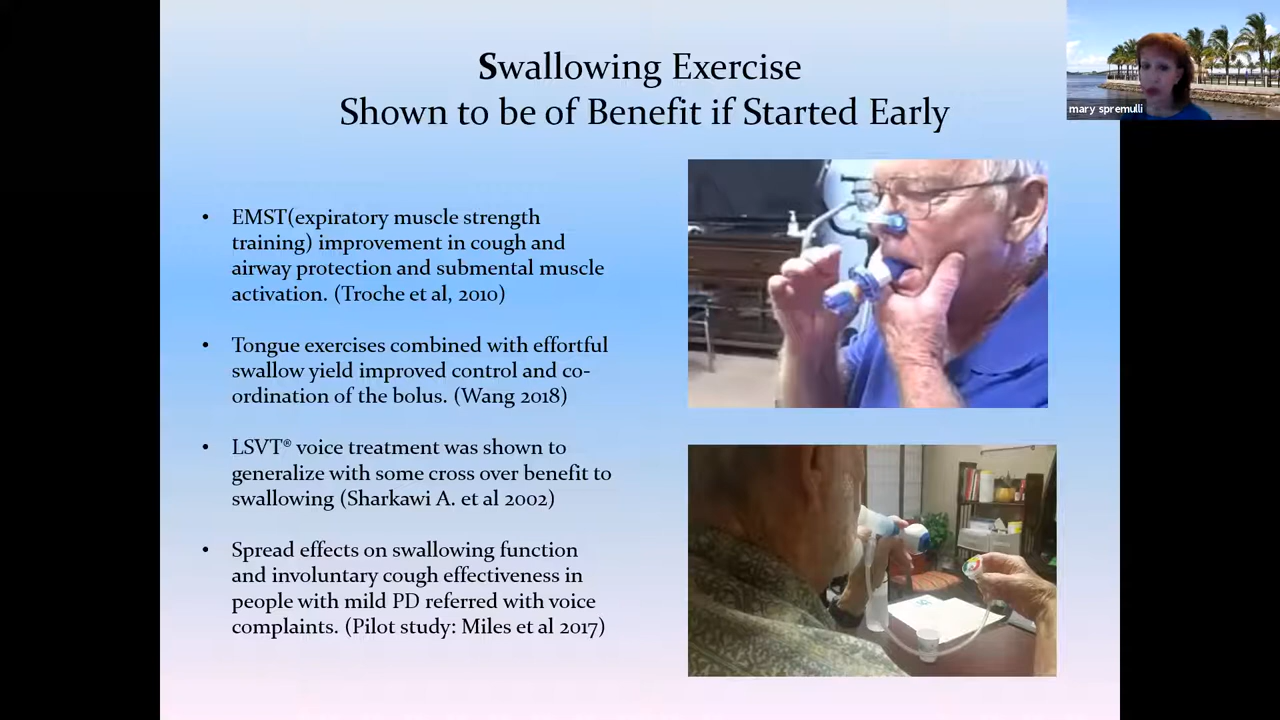 Swallowing Exercise
Shown to be of Benefit if Started Early
mary spremulli
• EMST(expiratory muscle strength
training) improvement in cough and
airway protection and submental muscle
activation. (Troche et al, 2010)
• Tongue exercises combined with effortful
swallow yield improved control and co-
ordination of the bolus. (Wang 2018)
• LSVT® voice treatment was shown to
generalize with some cross over benefit to
swallowing (Sharkawi A. et al 2002)
• Spread effects on swallowing function
and involuntary cough effectiveness in
people with mild PD referred with voice
complaints. (Pilot study: Miles et al 2017)